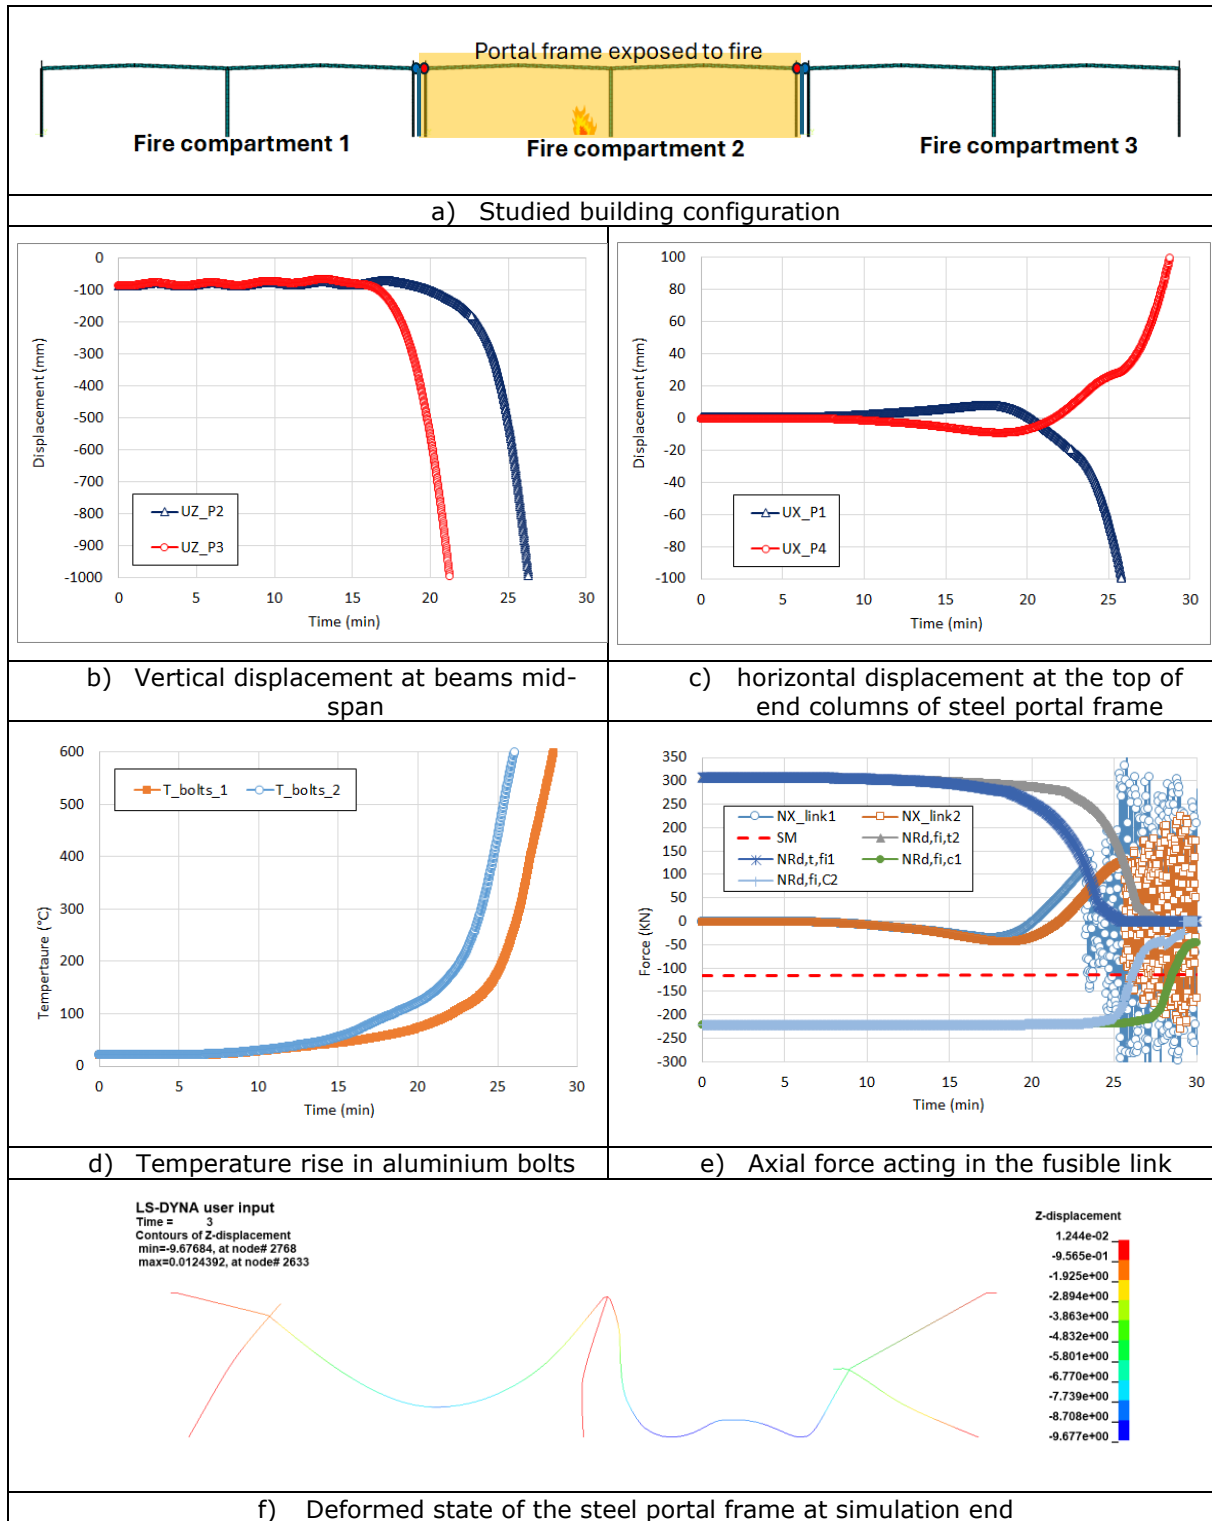 Portal frame exposed to fire
Fire compartment 1
Fire compartment 2
Fire compartment 3
a) Studied building configuration
0
-100
-200
-300
-400
-500
-600
-700
-800
-900
-1000
Displacement (mm)
UZ_P2
UZ_P3
0 5 10 15 20 25 30
Time (min)
100
80
60
40
20
0
-20
-40
-60
-80
-100
Displacement (mm)
UX_P1
UX_P4
0 5 10 15 20 25 30
Time (min)
b) Vertical displacement at beams mid-
span
c) horizontal displacement at the top of
end columns of steel portal frame
600
500
400
300
200
100
0
Tempertaure (°C)
T_bolts_1 T_bolts_2
0 5 10 15 20 25 30
Time (min)
350
300
250
200
150
100
50
0
-50
-100
-150
-200
-250
-300
Force (KN)
NX_link1 NX_link2
SM NRd,fi,t2
NRd,t,fi1 NRd,fi,c1
NRd,fi,C2
0 5 10 15 20 25 30
Time (min)
d) Temperature rise in aluminium bolts
e) Axial force acting in the fusible link
LS-DYNA user input
Time = 3
Contours of Z-displacement
min=-9.67684, at node# 2768
max=0.0124392, at node# 2633
Z-displacement
1.244e-02
-9.565e-01
-1.925e+00
-2.894e+00
-3.863e+00
-4.832e+00
-5.801e+00
-6.770e+00
-7.739e+00
-8.708e+00
-9.677e+00
f) Deformed state of the steel portal frame at simulation end